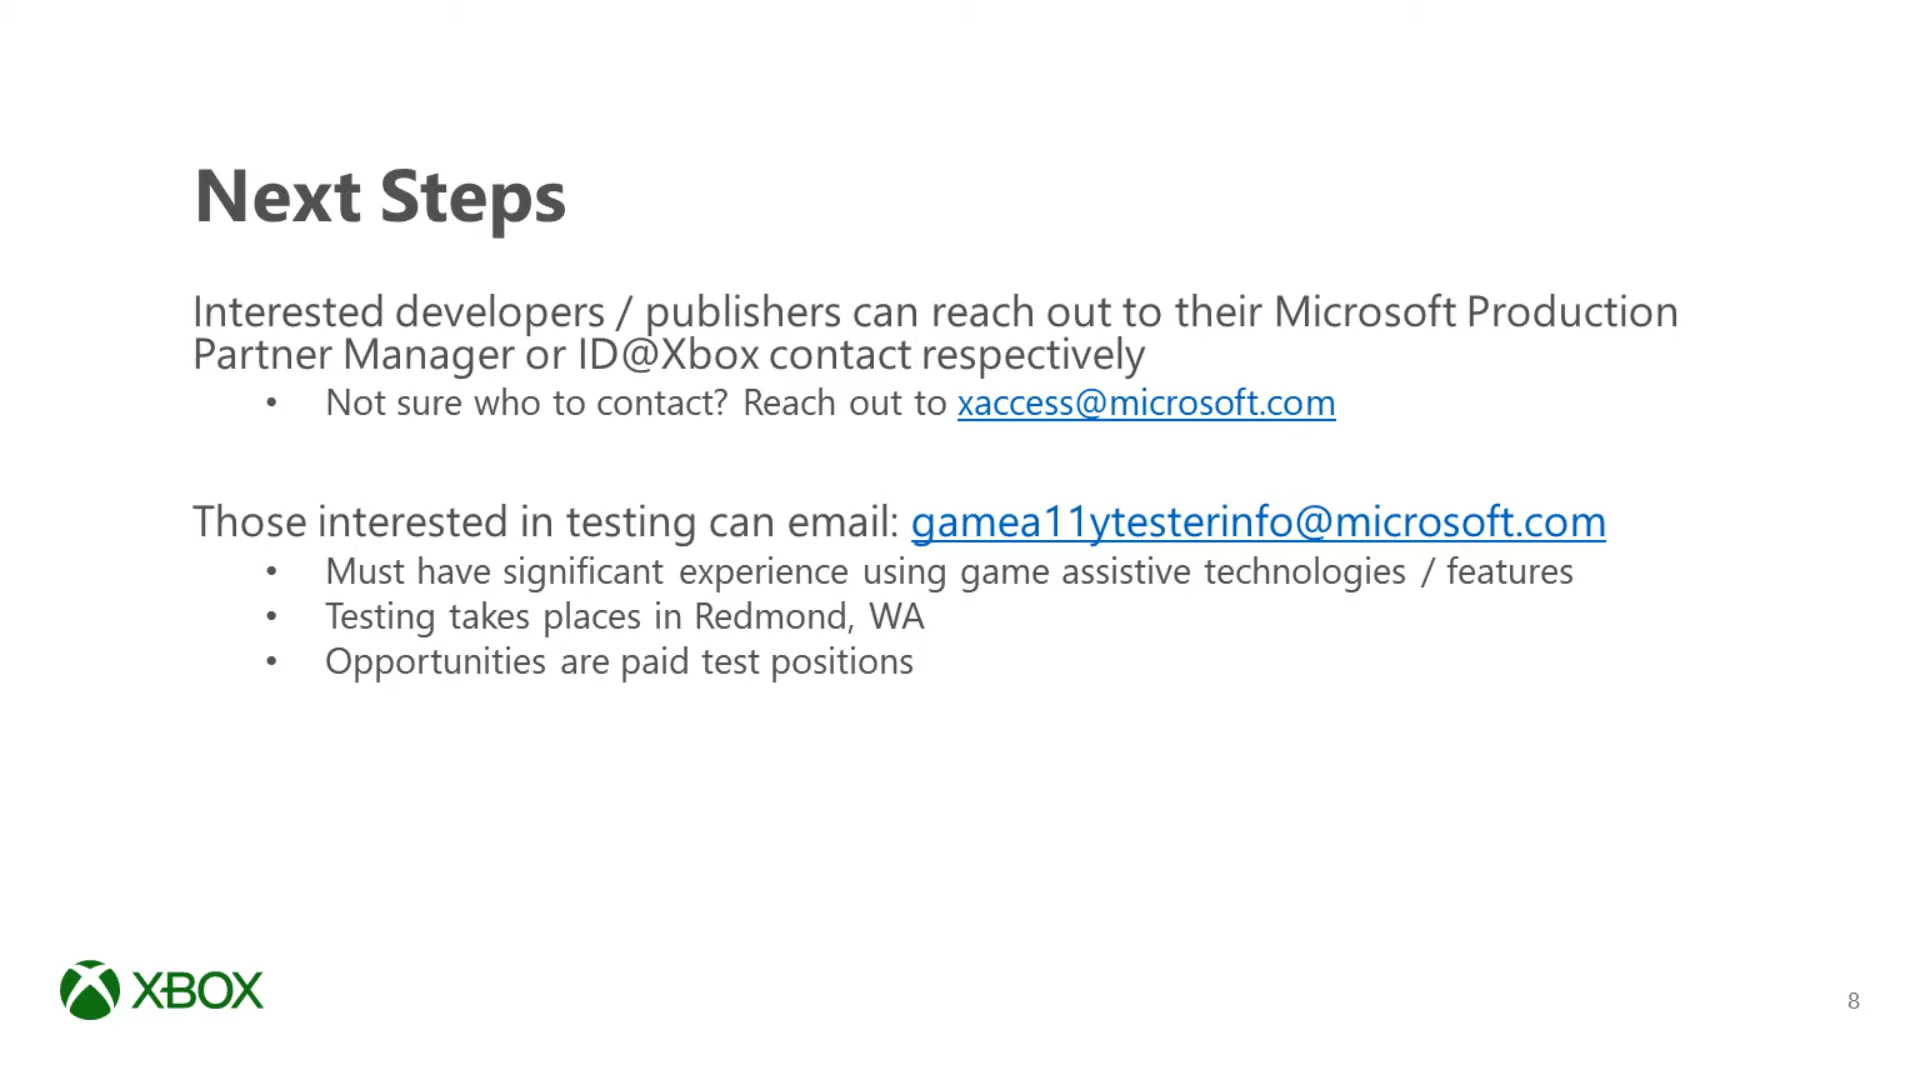 Next Steps
Interested developers / publishers can reach out to their Microsoft Production
Partner Manager or ID@Xbox contact respectively
• Not sure who to contact? Reach out to xaccess@microsoft.com
Those interested in testing can email: gamea11ytesterinfo@microsoft.com
• Must have significant experience using game assistive technologies / features
• Testing takes places in Redmond, WA
• Opportunities are paid test positions
XBOX
8